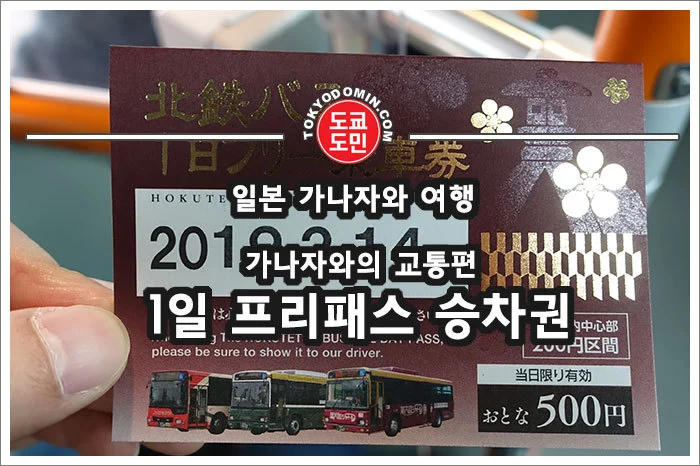 北鉄バス
TOKYODOMIN.COM
도쿄
도민
1日フリー乗車券
HOKUTE
일본 가나자와 여행
2019.3.14
가나자와의 교통편
1일 프리패스 승차권
please be sure to show it to our driver.
内中心部
200円区間
当日限り有効
おとな 500円